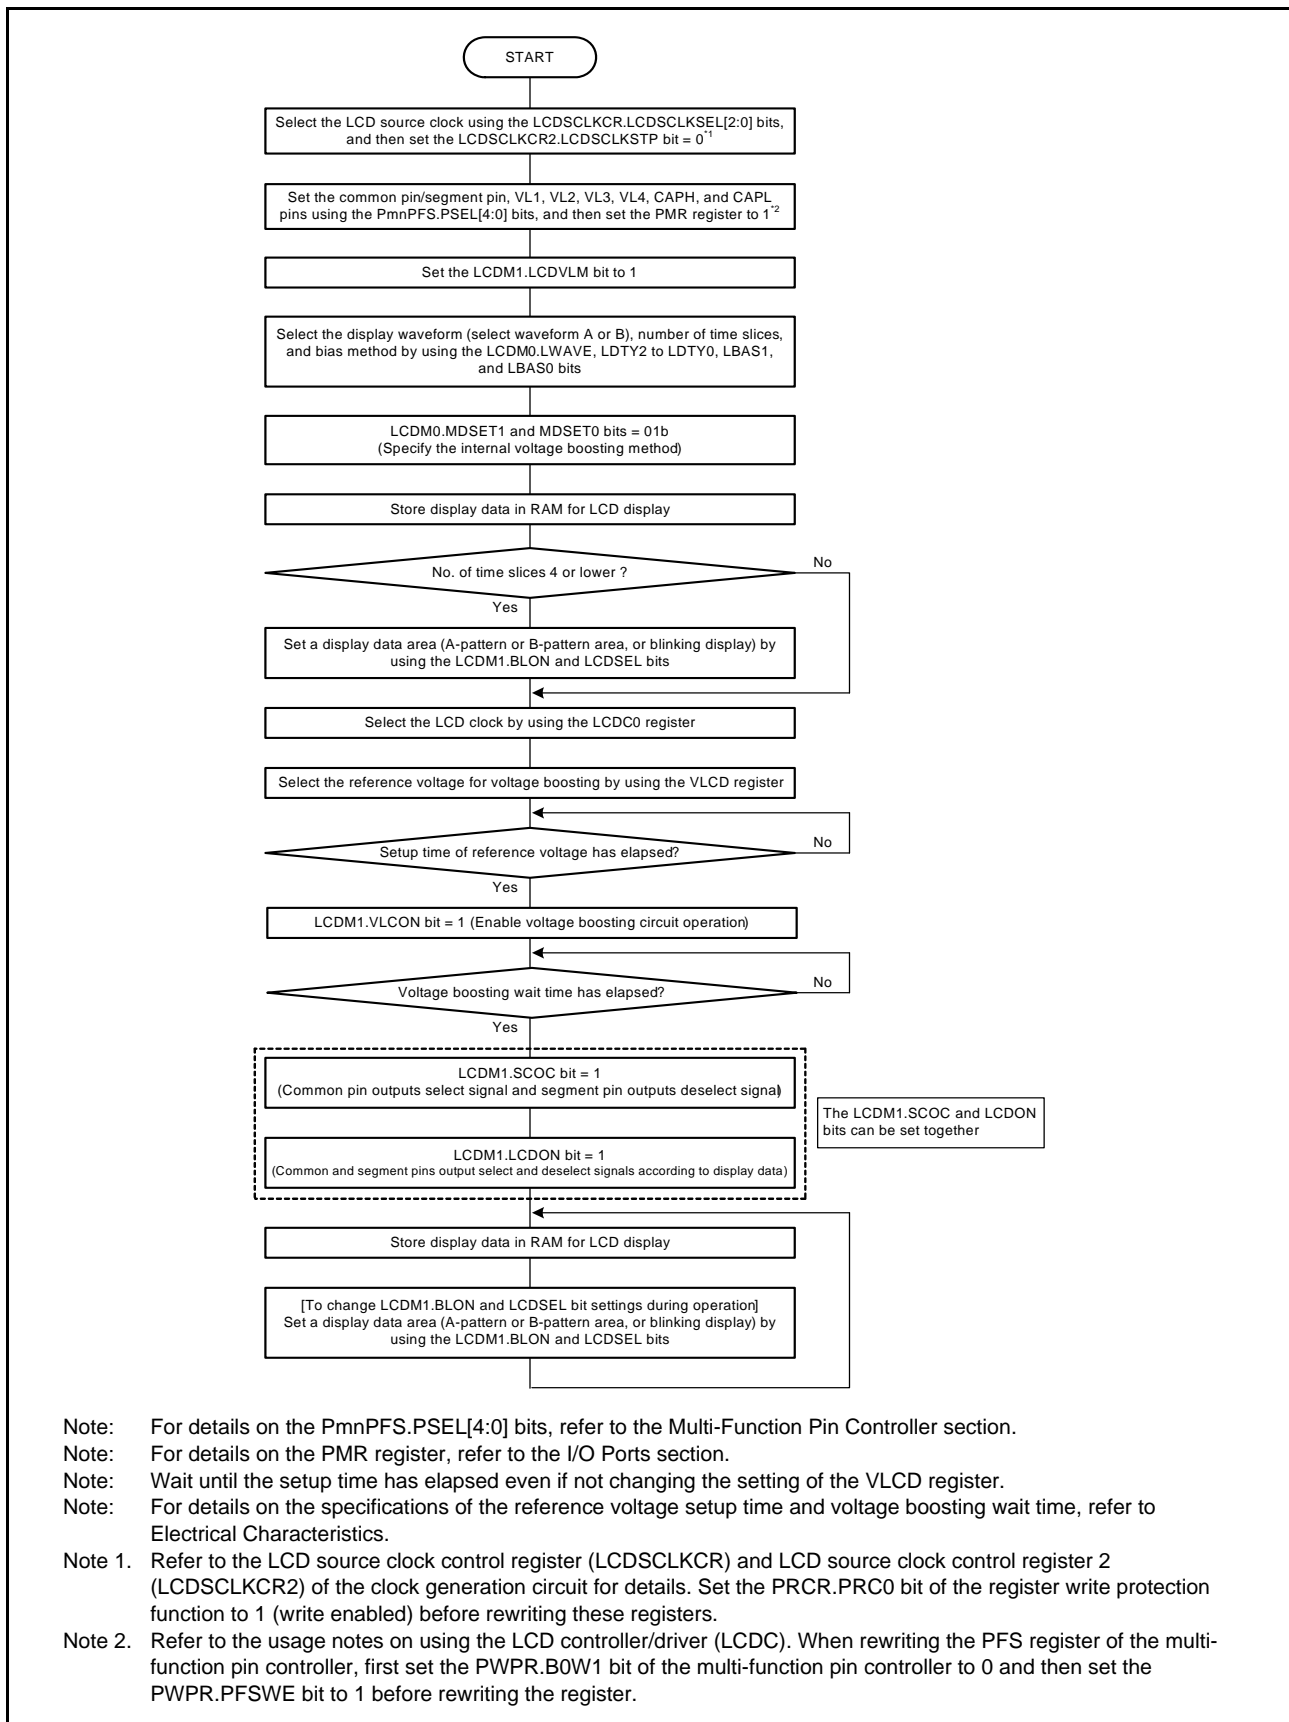 START
Select the LCD source clock using the LCDSCLKCR.LCDSCLKSEL[2:0] bits,
and then set the LCDSCLKCR2.LCDSCLKSTP bit = 0*1
Set the common pin/segment pin, VL1, VL2, VL3, VL4, CAPH, and CAPL
pins using the PmnPFS.PSEL[4:0] bits, and then set the PMR register to 1*2
Set the LCDM1.LCDVLM bit to 1
Select the display waveform (select waveform A or B), number of time slices,
and bias method by using the LCDM0.LWAVE, LDTY2 to LDTY0, LBAS1,
and LBAS0 bits
LCDM0.MDSET1 and MDSET0 bits = 01b
(Specify the internal voltage boosting method)
Store display data in RAM for LCD display
No. of time slices 4 or lower ?
No
Yes
Set a display data area (A-pattern or B-pattern area, or blinking display) by
using the LCDM1.BLON and LCDSEL bits
Select the LCD clock by using the LCDC0 register
Select the reference voltage for voltage boosting by using the VLCD register
Setup time of reference voltage has elapsed?
No
Yes
LCDM1.VLCON bit = 1 (Enable voltage boosting circuit operation)
Voltage boosting wait time has elapsed?
No
Yes
LCDM1.SCOC bit = 1
(Common pin outputs select signal and segment pin outputs deselect signal)
The LCDM1.SCOC and LCDON
bits can be set together
LCDM1.LCDON bit = 1
(Common and segment pins output select and deselect signals according to display data)
Store display data in RAM for LCD display
[To change LCDM1.BLON and LCDSEL bit settings during operation]
Set a display data area (A-pattern or B-pattern area, or blinking display) by
using the LCDM1.BLON and LCDSEL bits
Note: For details on the PmnPFS.PSEL[4:0] bits, refer to the Multi-Function Pin Controller section.
Note: For details on the PMR register, refer to the I/O Ports section.
Note: Wait until the setup time has elapsed even if not changing the setting of the VLCD register.
Note: For details on the specifications of the reference voltage setup time and voltage boosting wait time, refer to
Electrical Characteristics.
Note 1. Refer to the LCD source clock control register (LCDSCLKCR) and LCD source clock control register 2
(LCDSCLKCR2) of the clock generation circuit for details. Set the PRCR.PRC0 bit of the register write protection
function to 1 (write enabled) before rewriting these registers.
Note 2. Refer to the usage notes on using the LCD controller/driver (LCDC). When rewriting the PFS register of the multi-
function pin controller, first set the PWPR.B0W1 bit of the multi-function pin controller to 0 and then set the
PWPR.PFSWE bit to 1 before rewriting the register.